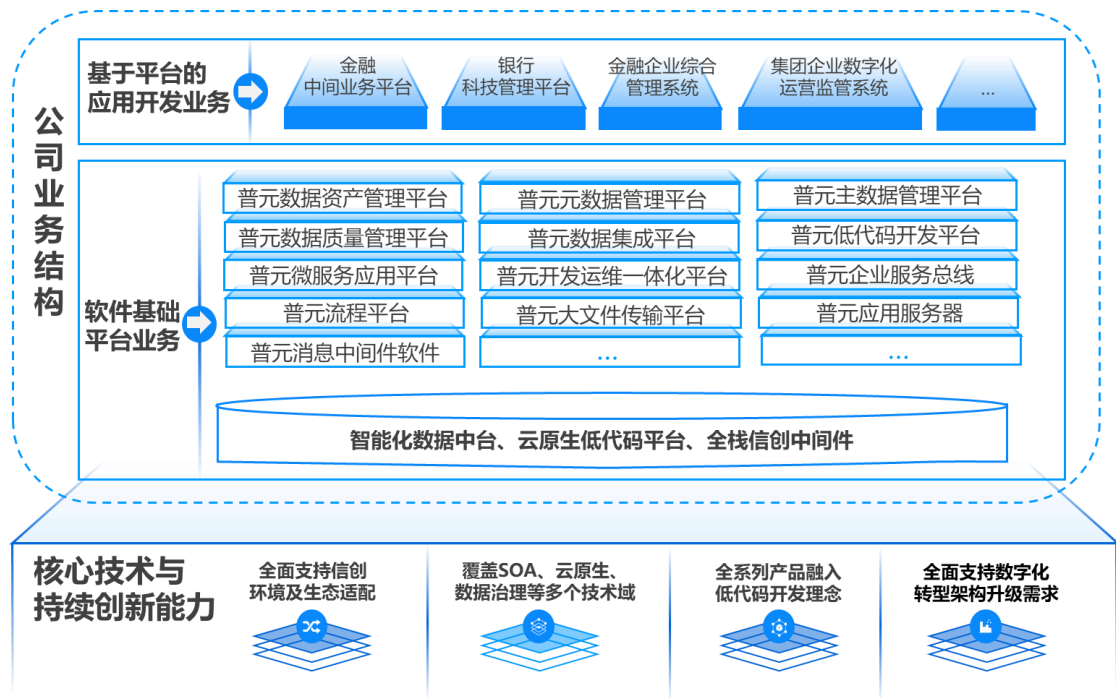 公司业务结构
基于平台的
应用开发业务
金融
中间业务平台
银行
科技管理平台
金融企业综合
管理系统
集团企业数字化
运营监管系统
...
软件基础
平台业务
普元数据资产管理平台
普元元数据管理平台
普元主数据管理平台
普元数据质量管理平台
普元数据集成平台
普元低代码开发平台
普元微服务应用平台
普元开发运维一体化平台
普元企业服务总线
普元流程平台
普元大文件传输平台
普元应用服务器
普元消息中间件软件
...
...
智能化数据中台、云原生低代码平台、全栈信创中间件
核心技术与
持续创新能力
全面支持信创
环境及生态适配
覆盖SOA、云原生、
数据治理等多个技术域
全系列产品融入
低代码开发理念
全面支持数字化
转型架构升级需求